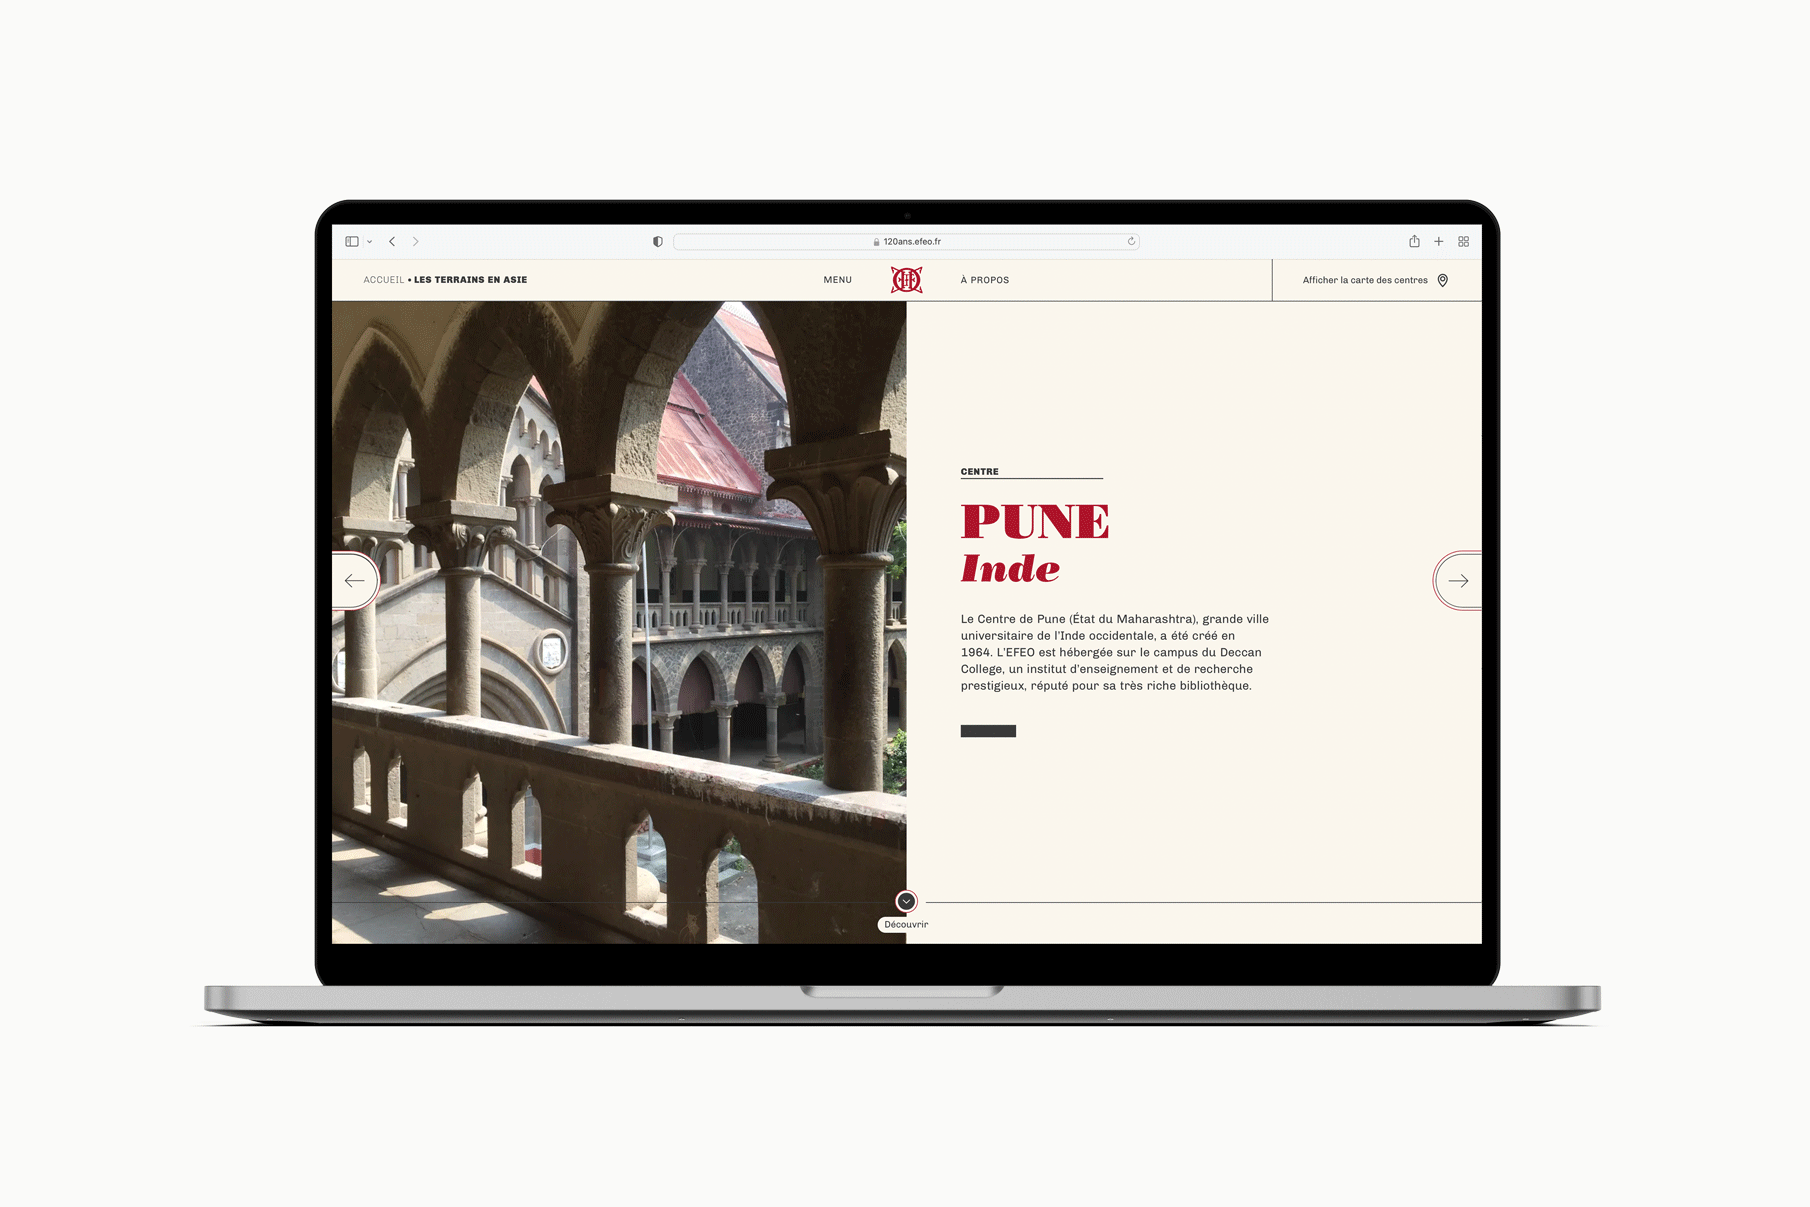 120ans.efeo.fr
ACCUEIL • LES TERRAINS EN ASIE
MENU
À PROPOS
Afficher la carte des centres
CENTRE
PUNE
Inde
Le Centre de Pune (État du Maharashtra), grande ville
universitaire de l'Inde occidentale, a été créé en
1964. L'EFEO est hébergée sur le campus du Deccan
College, un institut d'enseignement et de recherche
prestigieux, réputé pour sa très riche bibliothèque.
Découvrir